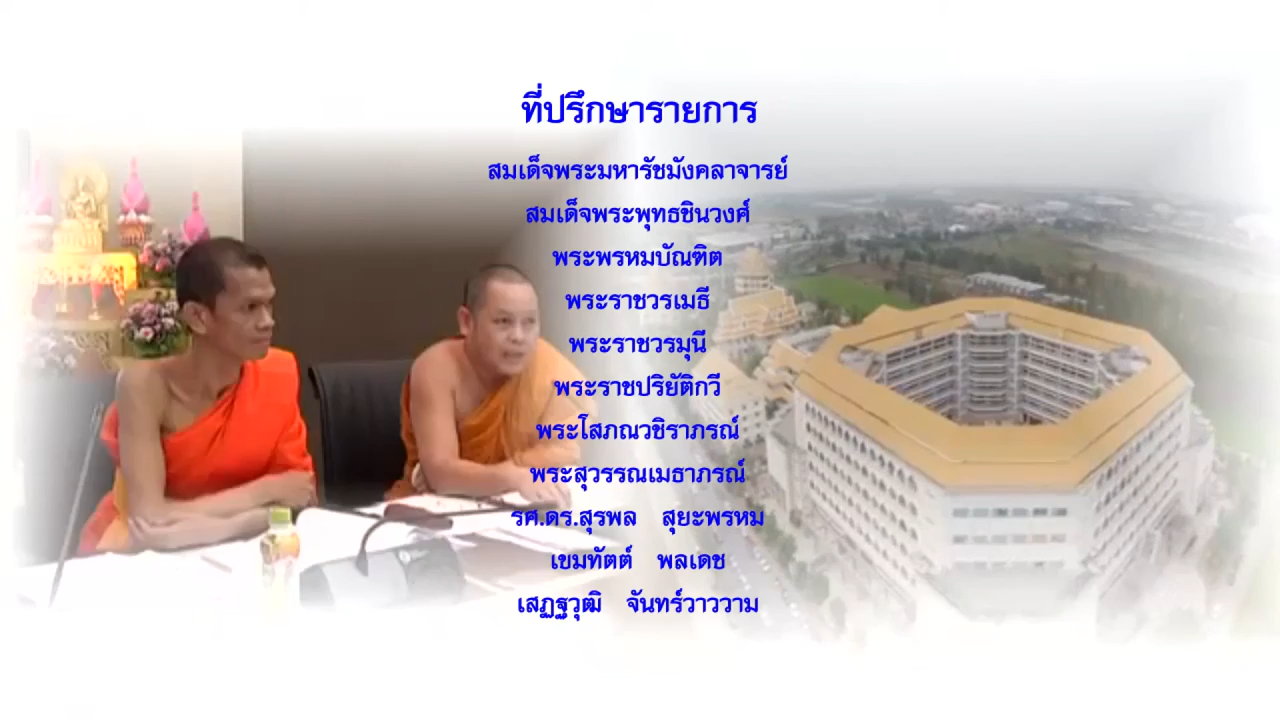 ที่ปรึกษารายการ
สมเด็จพระมหารัชมังคลาจารย์
สมเด็จพระพุทธชินวงศ์
พระพรหมบัณฑิต
พระราชวรเมธี
พระราชวรมุนี
พระราชปริยัติกวี
พระโสภณวชิราภรณ์
พระสุวรรณเมธาภรณ์
รศ.ดร.สุรพล สุยะพรหม
เขมทัตต์ พลเดช
เสฏฐวุฒิ จันทร์วาววาม